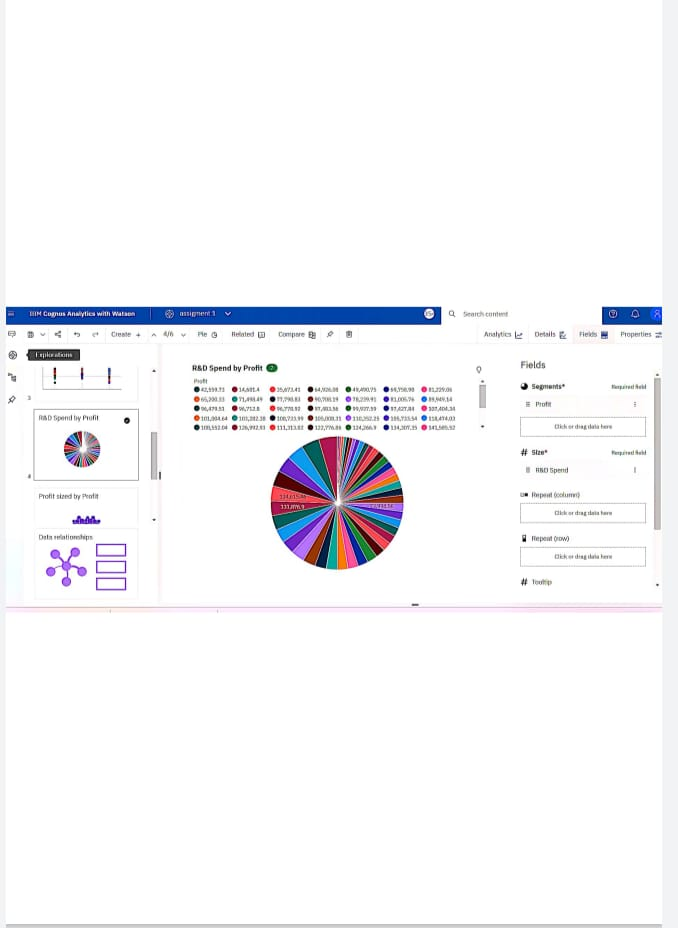 IBM Cognos Analytics with Watson
assigment 1
Search content
Create +
4/6
Pie
Related
Compare
Analytics
Details
Fields
Properties
Explorations
3
R&D Spend by Profit
4
Profit sized by Profit
Data relationships
R&D Spend by Profit 2
Profit
42,559.73 14,681.4 35,673.41 64,926.08 49,490.75 69,758.98 81,229.06
65,200.33 71,498.49 77,798.83 90,708.19 78,239.91 81,005.76 89,949.14
96,479.51 96,712.8 96,778.92 97,483.56 99,937.59 97,427.84 107,404.34
101,004.64 103,282.38 108,733.99 105,008.31 110,352.25 105,733.54 118,474.03
108,552.04 126,992.93 111,313.02 122,776.86 124,266.9 134,307.35 141,585.52
Fields
Segments*
Required field
Profit
Click or drag data here
# Size*
Required field
R&D Spend
Repeat (column)
Click or drag data here
Repeat (row)
Click or drag data here
# Tooltip